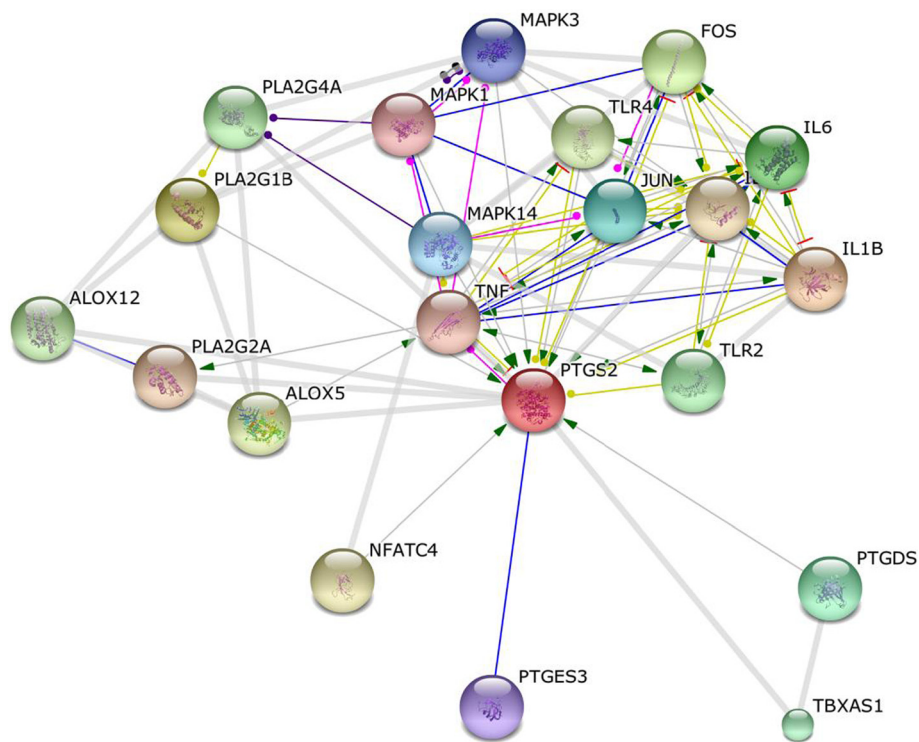 MAPK3
FOS
PLA2G4A
MAPK1
TLR4
IL6
PLA2G1B
JUN
MAPK14
IL1B
TNF
ALOX12
PLA2G2A
TLR2
PTGS2
ALOX5
NFATC4
PTGDS
PTGES3
TBXAS1